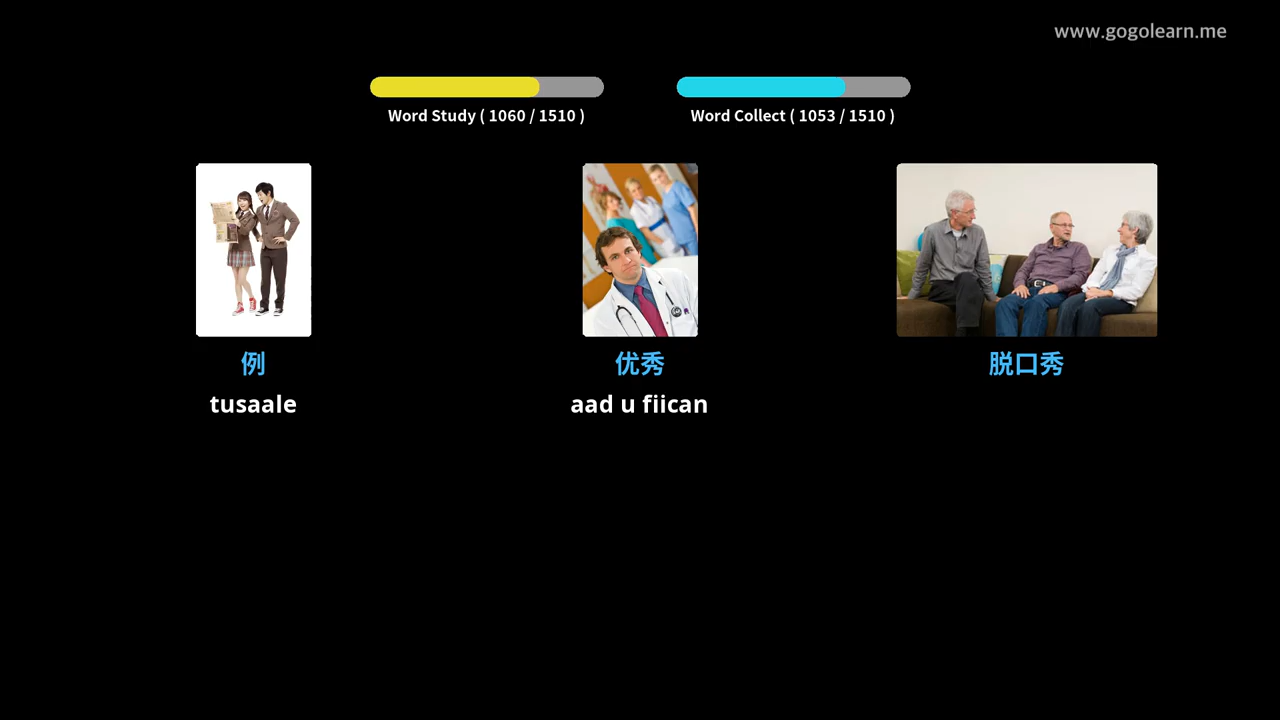 www.gogolearn.me
Word Study ( 1060 / 1510 )
Word Collect ( 1053 / 1510 )
例
优秀
脱口秀
tusaale
aad u fiican